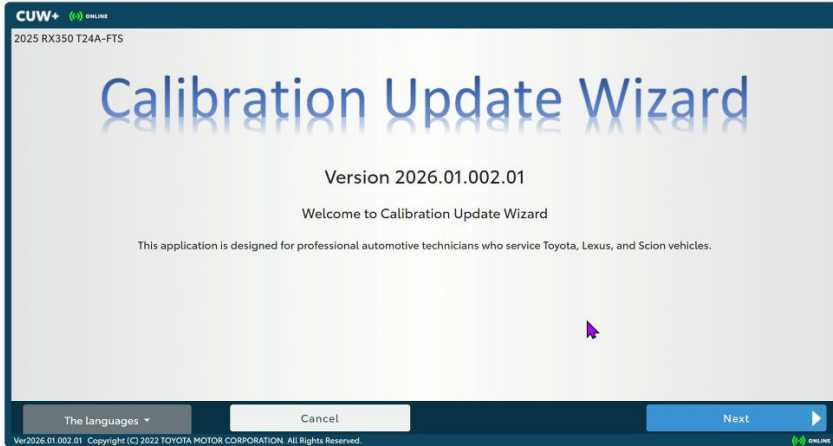 CUW+ ONLINE
2025 RX350 T24A-FTS
Calibration Update Wizard
Version 2026.01.002.01
Welcome to Calibration Update Wizard
This application is designed for professional automotive technicians who service Toyota, Lexus, and Scion vehicles.
The languages
Cancel
Next
Ver2026.01.002.01 Copyright (C) 2022 TOYOTA MOTOR CORPORATION. All Rights Reserved.
ONLINE